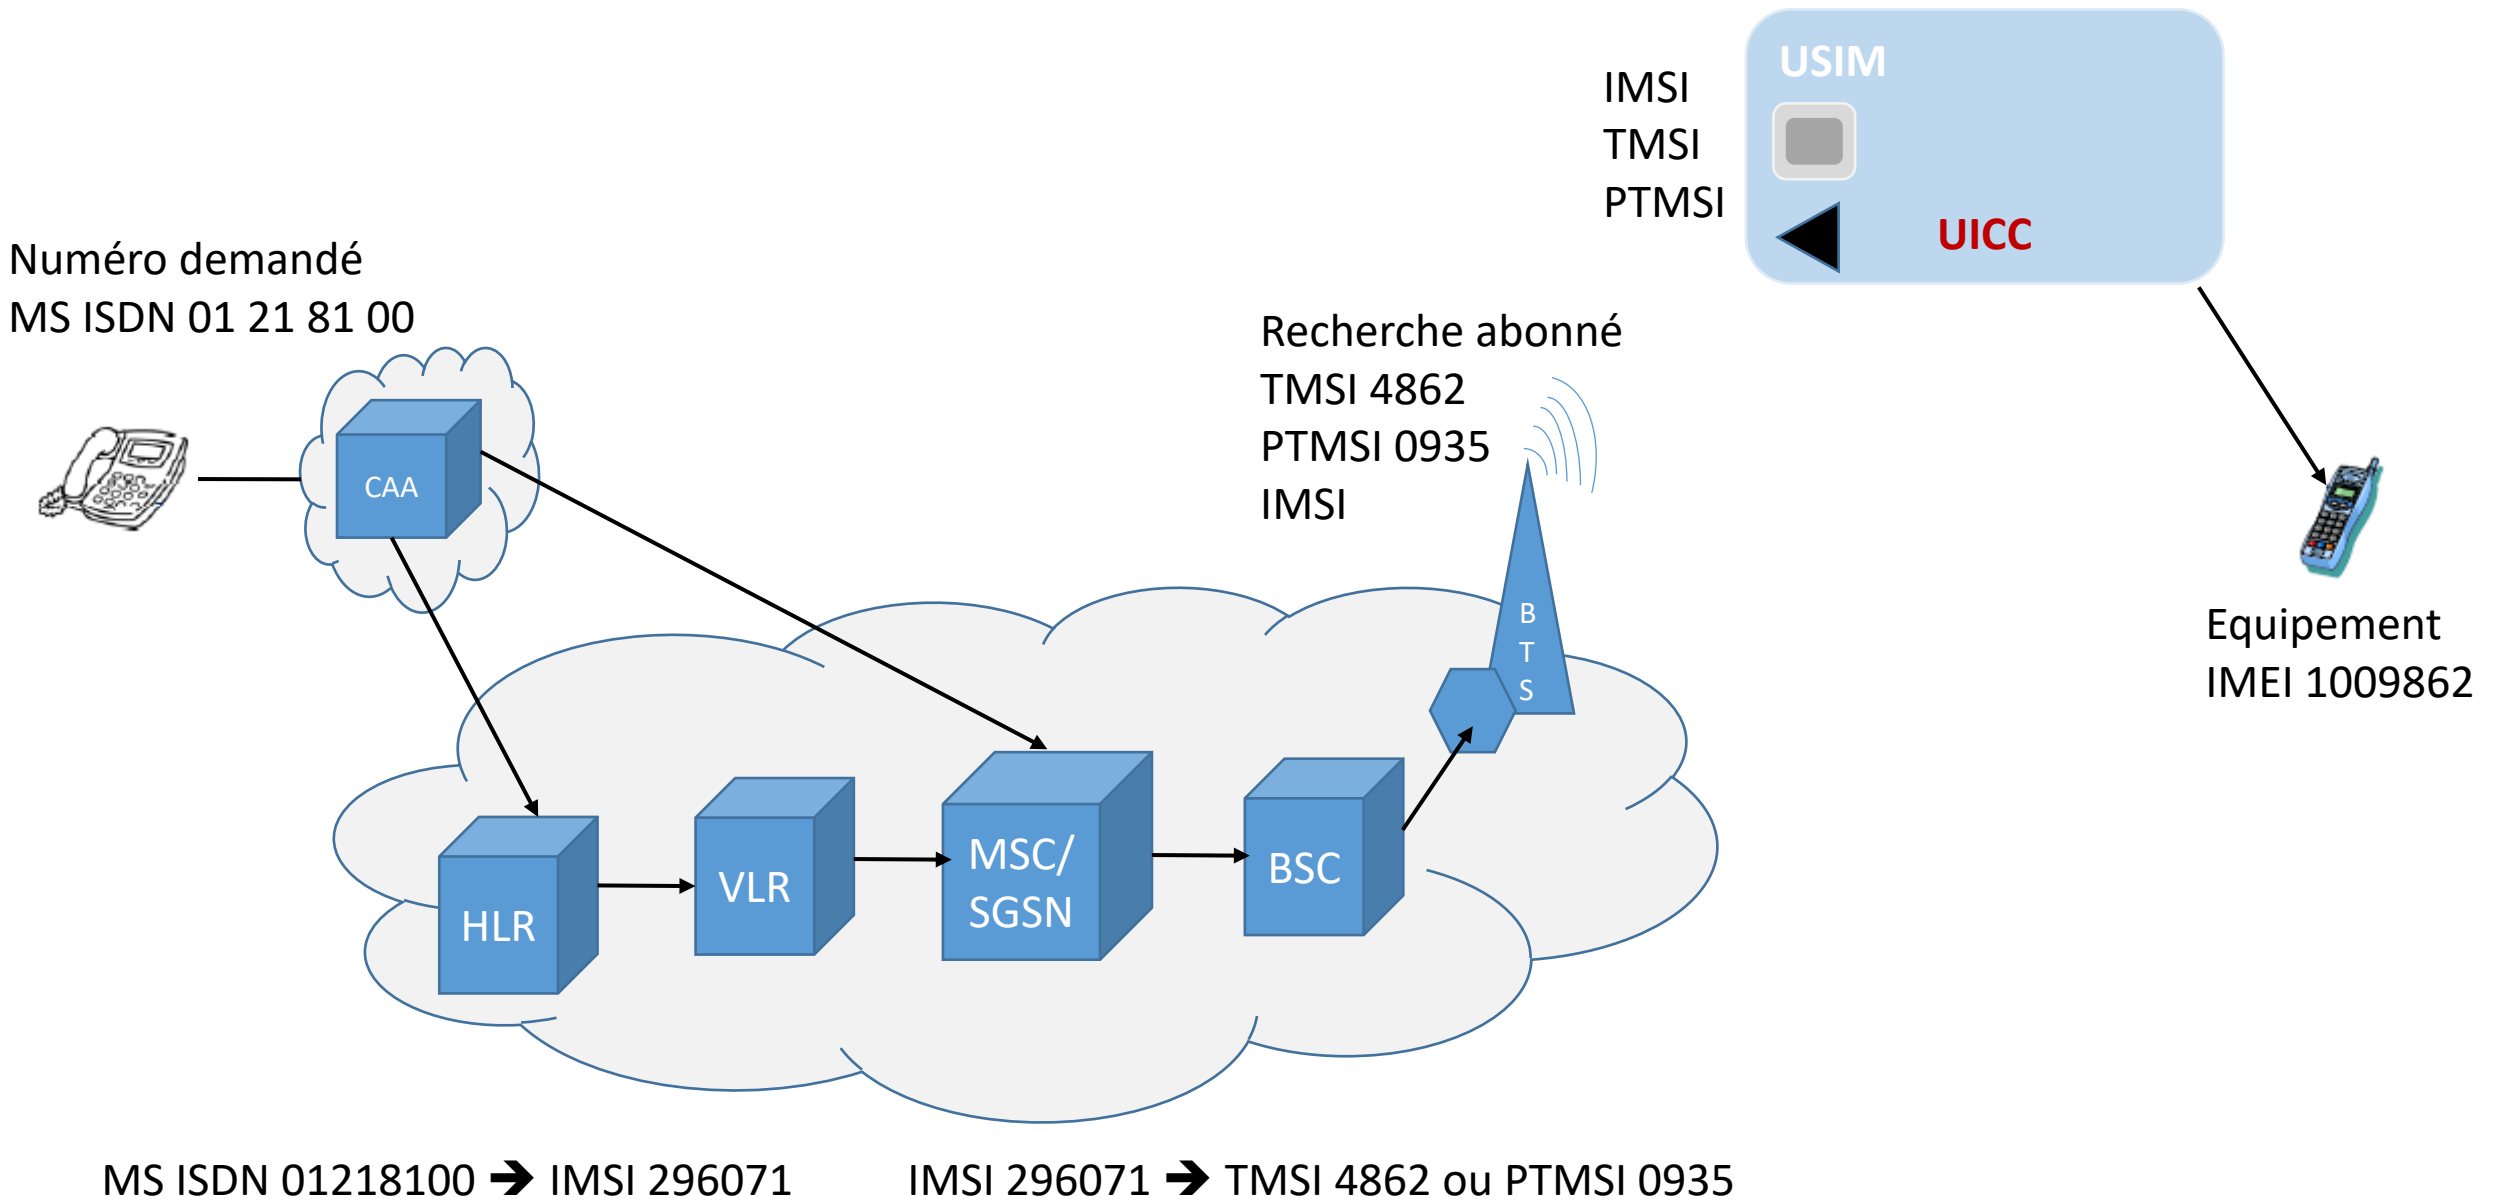 USIM
IMSI
TMSI
PTMSI
UICC
Numéro demandé
MS ISDN 01 21 81 00
Recherche abonné
TMSI 4862
PTMSI 0935
IMSI
CAA
B
T
S
Equipement
IMEI 1009862
MSC/
SGSN
BSC
VLR
HLR
MS ISDN 01218100 🡺 IMSI 296071
IMSI 296071 🡺 TMSI 4862 ou PTMSI 0935